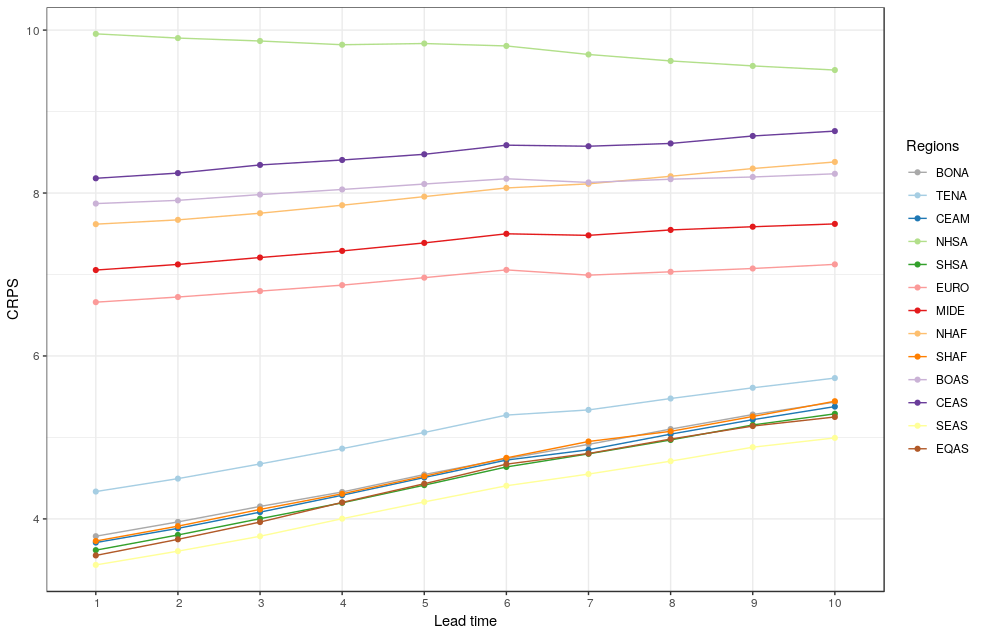 10
8
6
4
CRPS
1 2 3 4 5 6 7 8 9 10
Lead time
Regions
BONA
TENA
CEAM
NHSA
SHSA
EURO
MIDE
NHAF
SHAF
BOAS
CEAS
SEAS
EQAS